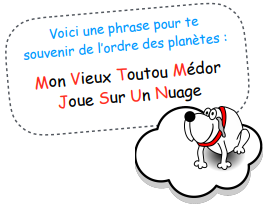 Voici une phrase pour te
souvenir de l'ordre des planètes :
Mon Vieux Toutou Médor
Joue Sur Un Nuage